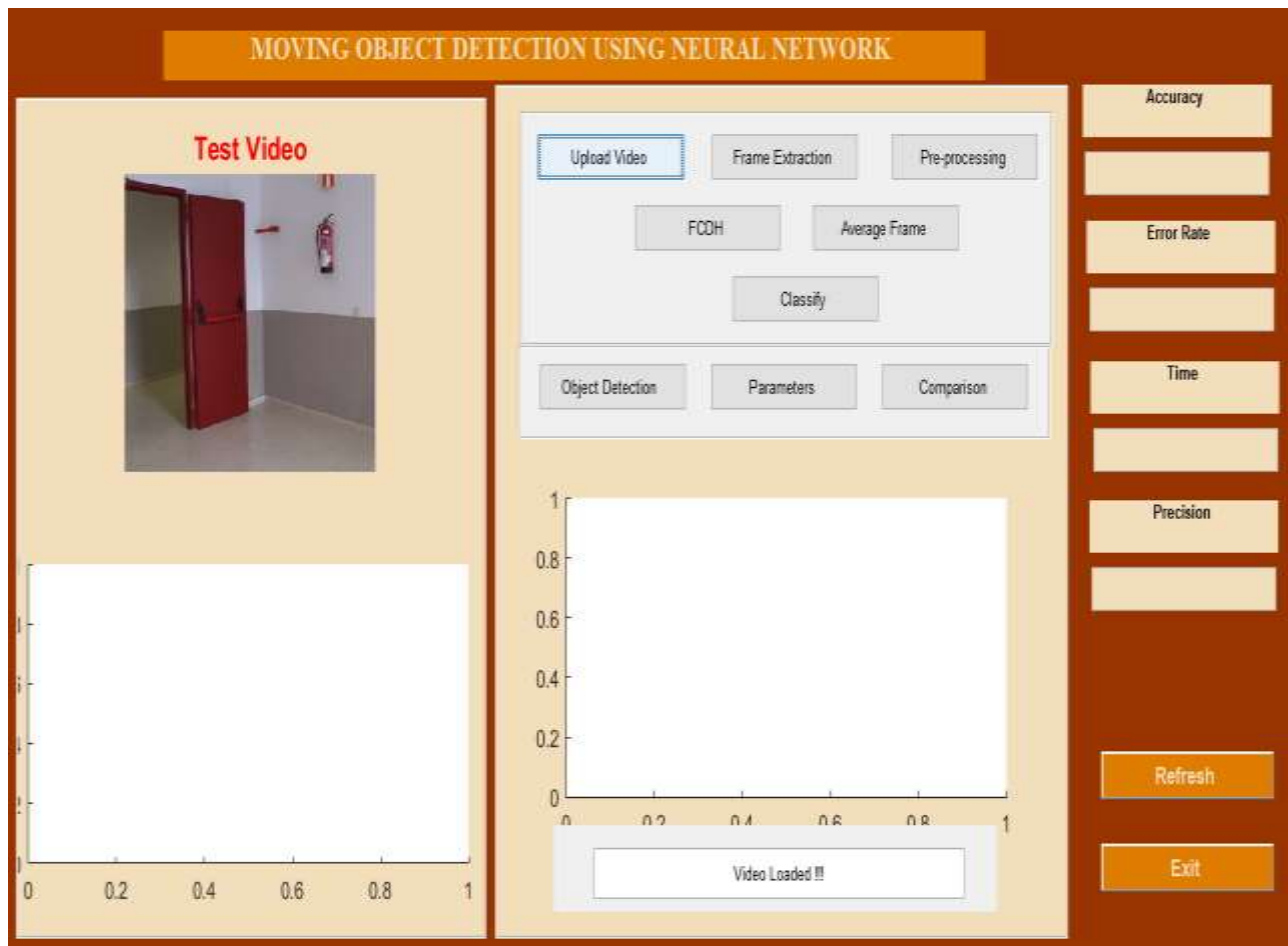 MOVING OBJECT DETECTION USING NEURAL NETWORK
Test Video
Upload Video
Frame Extraction
Pre-processing
FCDH
Average Frame
Classify
Object Detection
Parameters
Comparison
Accuracy
Error Rate
Time
Precision
0 0.2 0.4 0.6 0.8 1
1
0.8
0.6
0.4
0.2
0
0 0.2 0.4 0.6 0.8 1
Video Loaded !!!
Refresh
Exit